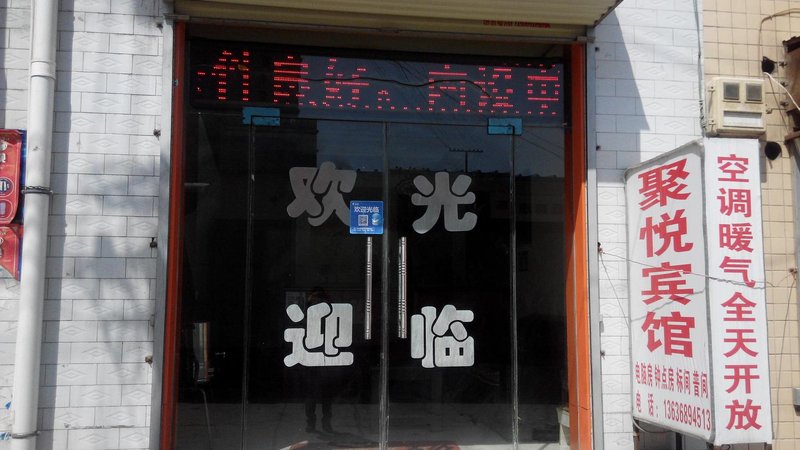 欢迎
光临
欢迎光临
聚悦宾馆
电脑房 钟点房 标间 普间
电话：13636894513
空调暖气全天开放